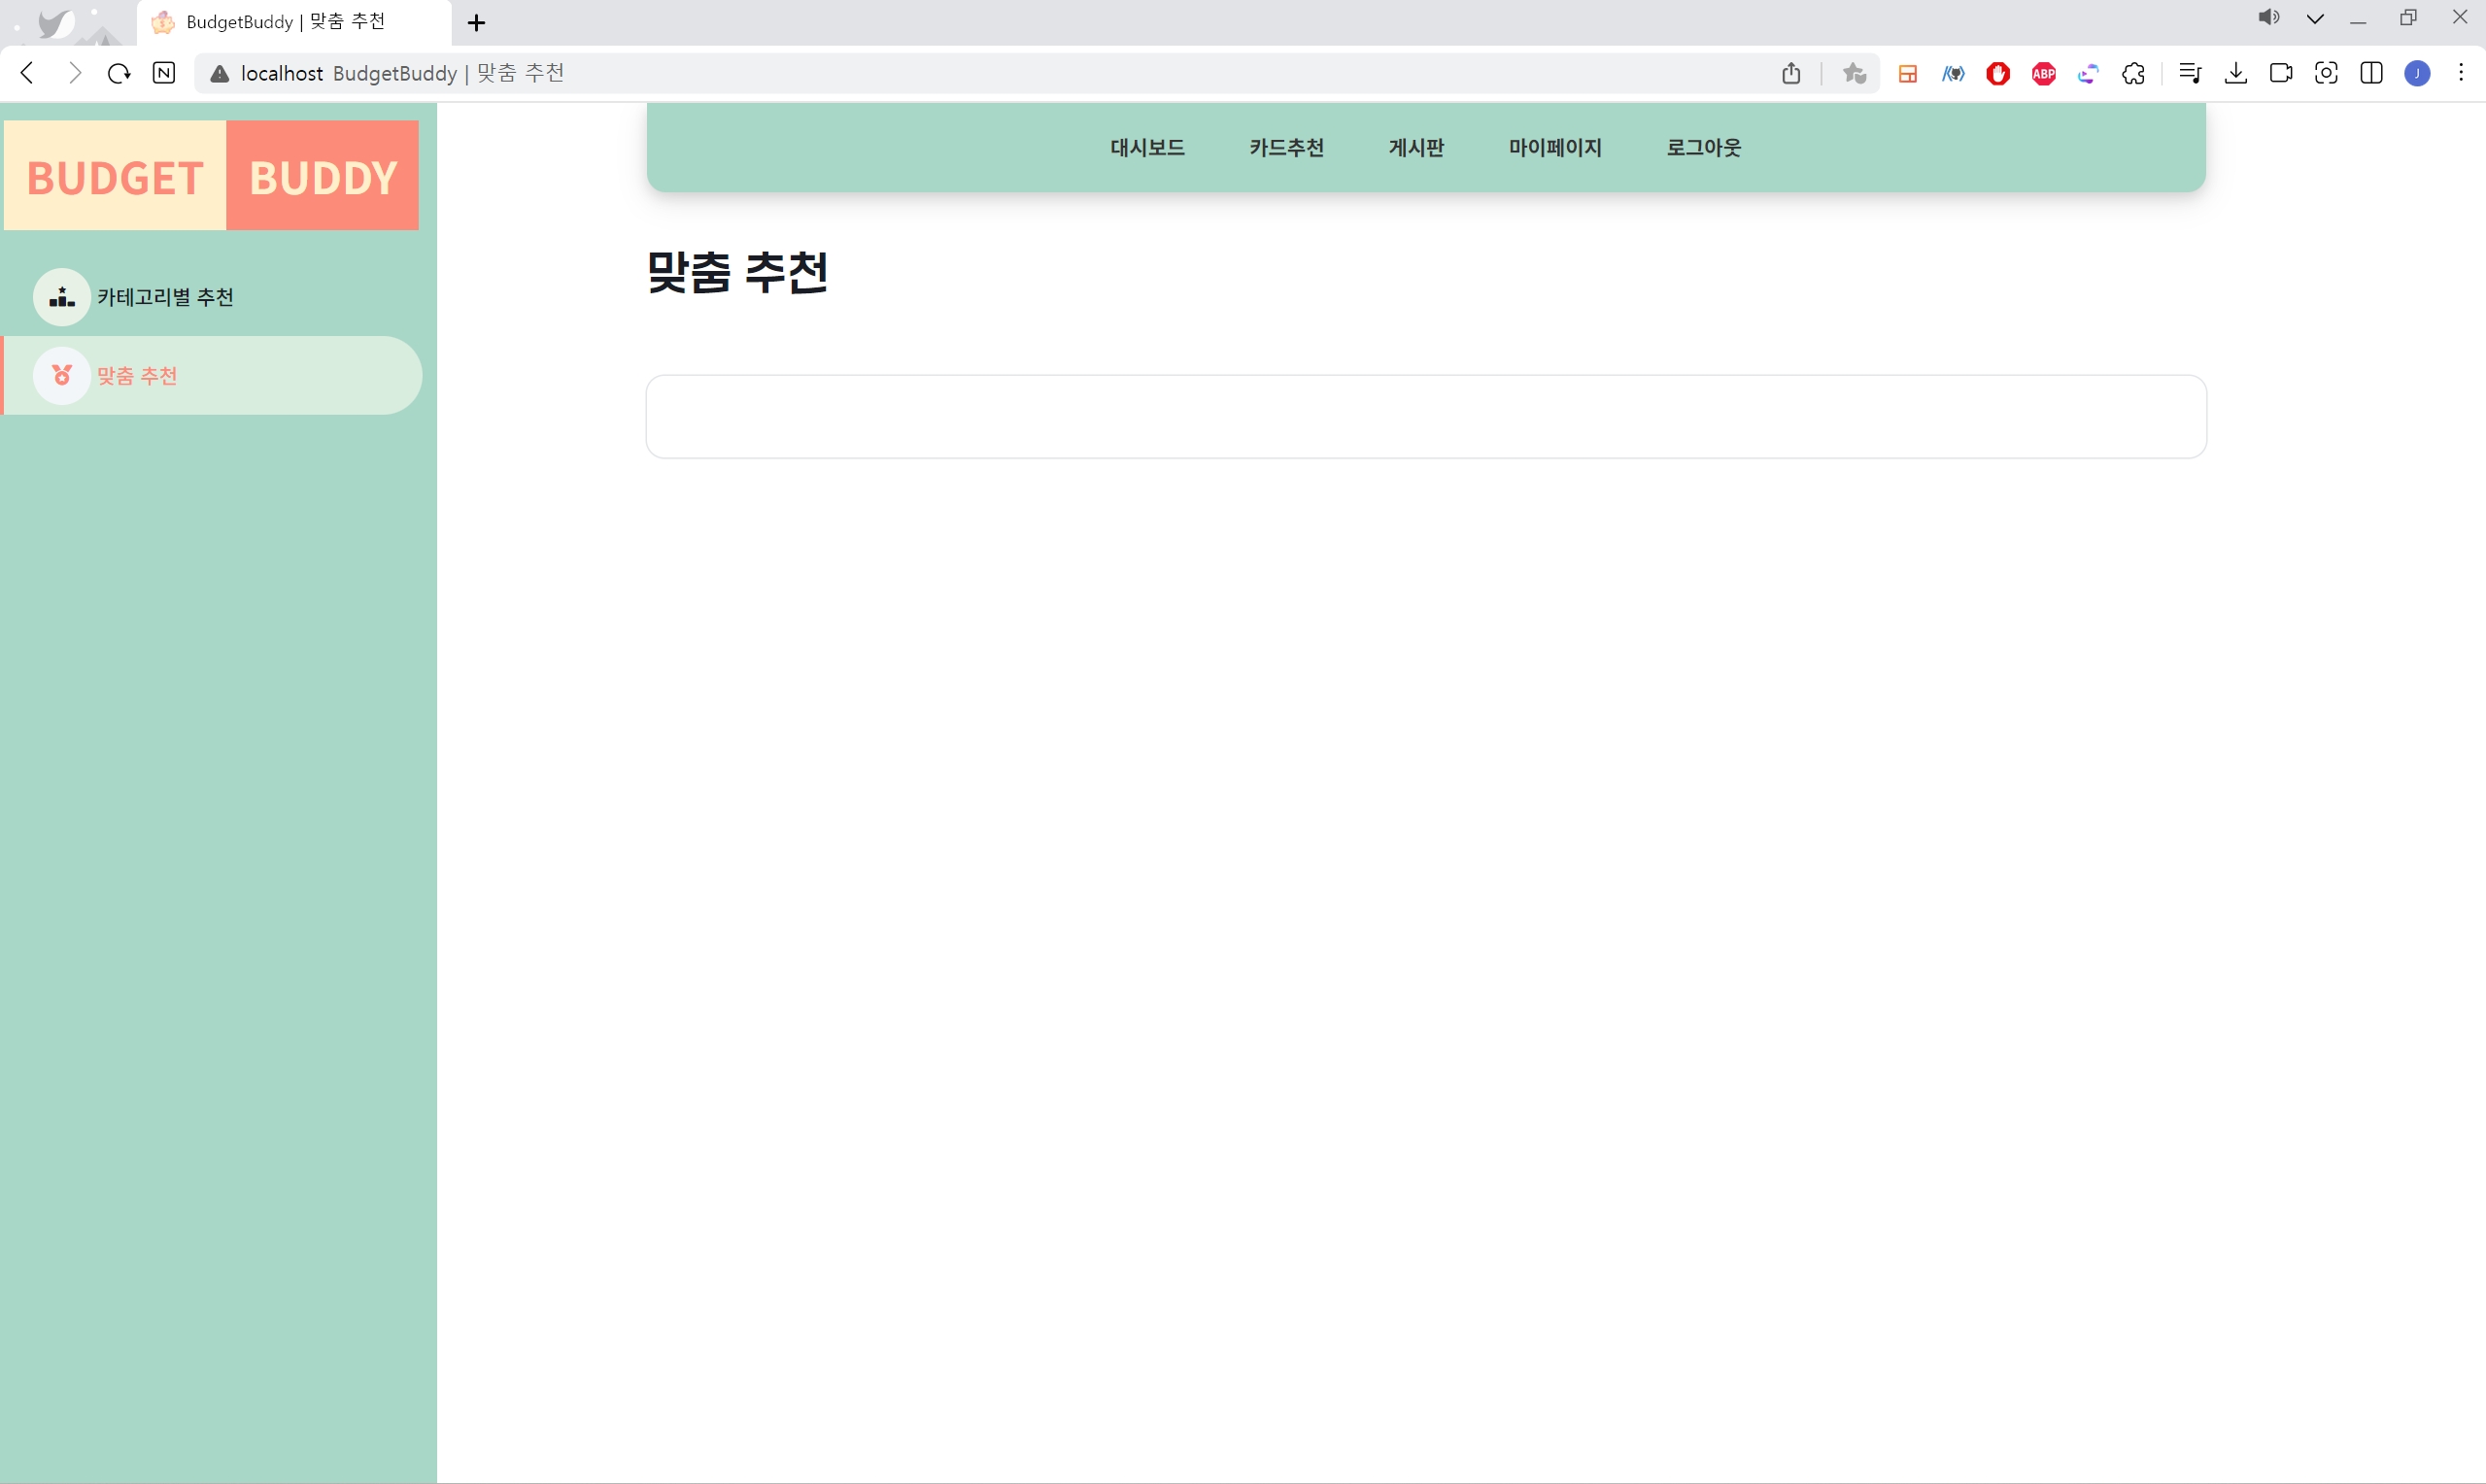 BudgetBuddy | 맞춤 추천
localhost BudgetBuddy | 맞춤 추천
ABP
J
BUDGET BUDDY
대시보드 카드추천 게시판 마이페이지 로그아웃
맞춤 추천
카테고리별 추천
맞춤 추천